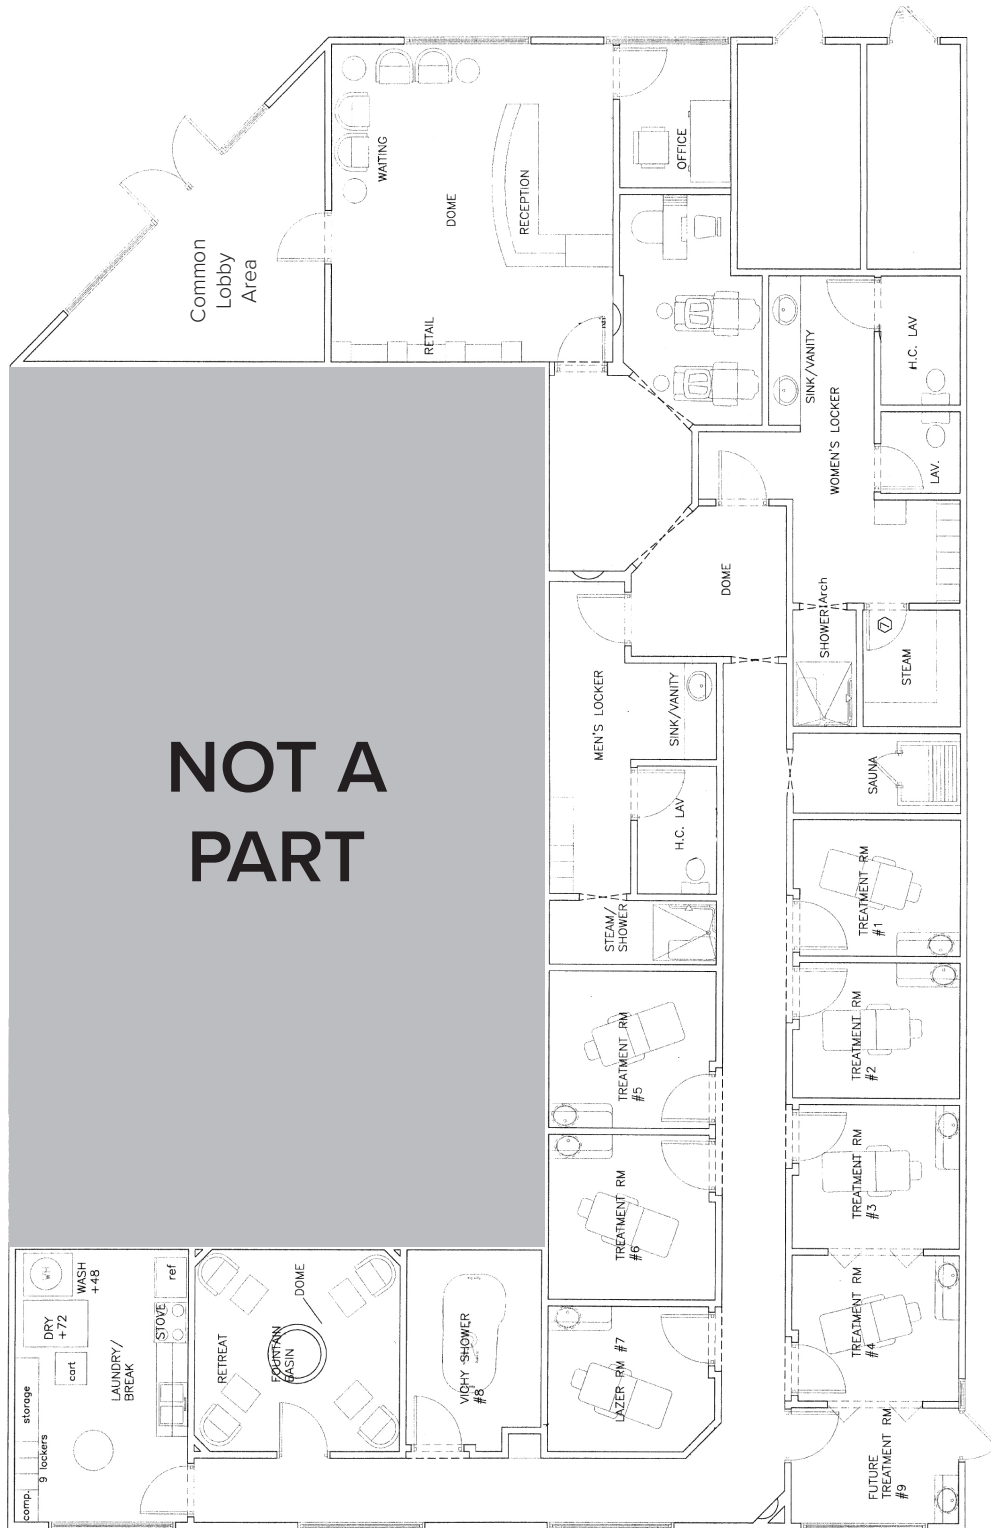 WAITING
DOME
RECEPTION
OFFICE
Common
Lobby
Area
RETAIL
SINK/VANITY
H.C. LAV
WOMEN'S LOCKER
LAV.
DOME
SHOWER
Arch
7
STEAM
MEN'S LOCKER
SINK/VANITY
NOT A
PART
SAUNA
H.C. LAV
STEAM/
SHOWER
TREATMENT RM
#1
TREATMENT RM
#2
TREATMENT RM
#5
TREATMENT RM
#3
TREATMENT RM
#6
WH
WASH
+48
ref
DRY
+72
STOVE
cart
LAUNDRY/
BREAK
storage
9 lockers
comp.
RETREAT
FOUNTAIN
BASIN
DOME
VICHY SHOWER
#8
LAZER RM #7
TREATMENT RM
#4
FUTURE
TREATMENT RM
#9